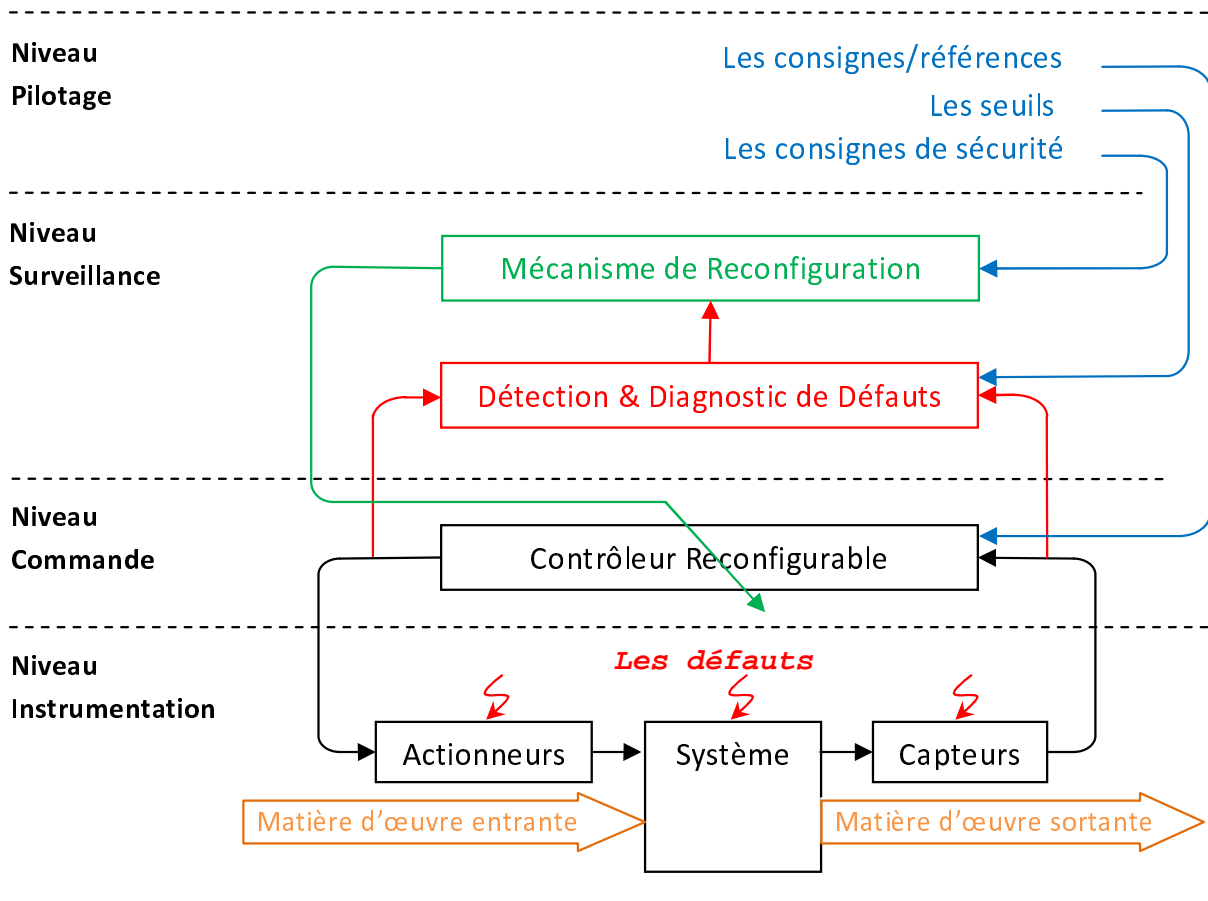 Niveau
Pilotage
Les consignes/références
Les seuils
Les consignes de sécurité
Niveau
Surveillance
Mécanisme de Reconfiguration
Détection & Diagnostic de Défauts
Niveau
Commande
Contrôleur Reconfigurable
Niveau
Instrumentation
Les défauts
Actionneurs
Système
Capteurs
Matière d’œuvre entrante
Matière d’œuvre sortante